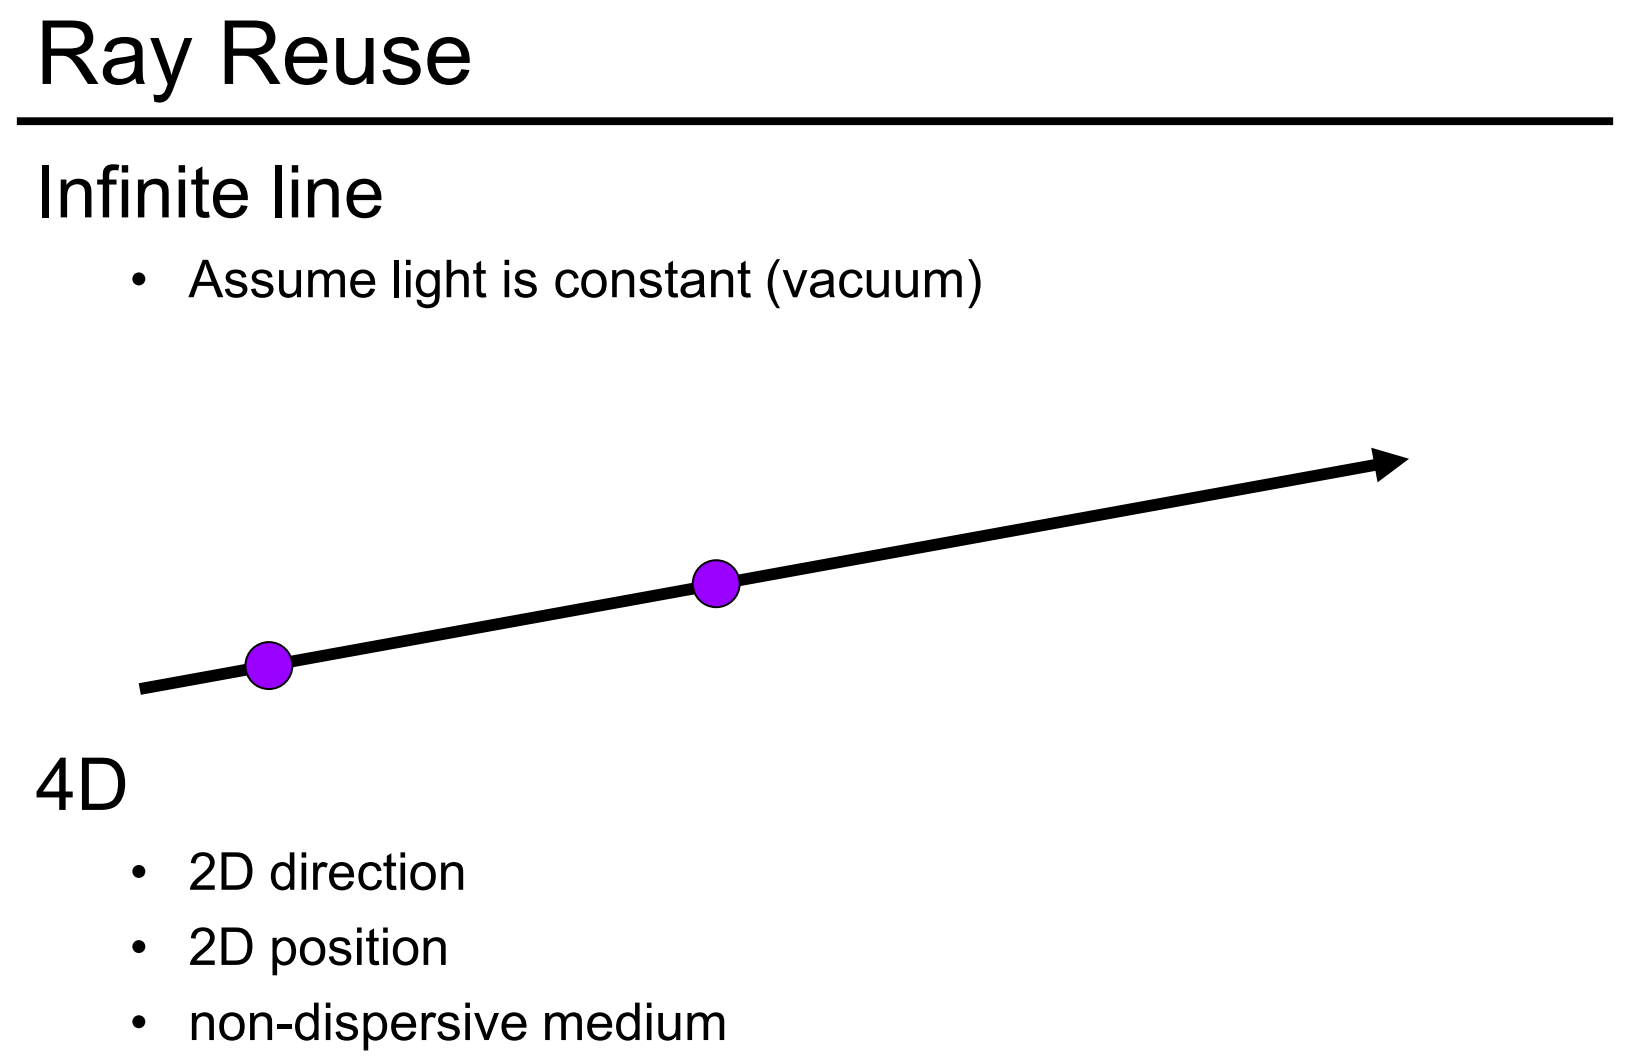 Ray Reuse
Infinite line
• Assume light is constant (vacuum)
4D
• 2D direction
• 2D position
• non-dispersive medium